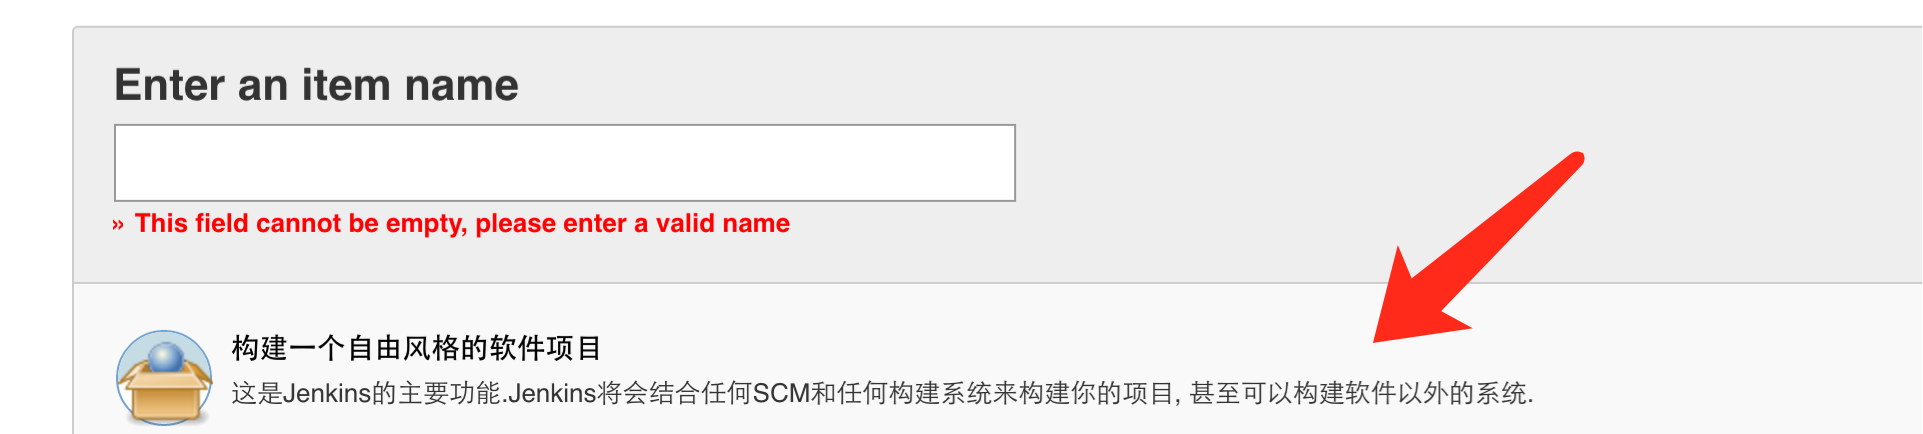 Enter an item name
» This field cannot be empty, please enter a valid name
构建一个自由风格的软件项目
这是Jenkins的主要功能.Jenkins将会结合任何SCM和任何构建系统来构建你的项目, 甚至可以构建软件以外的系统.